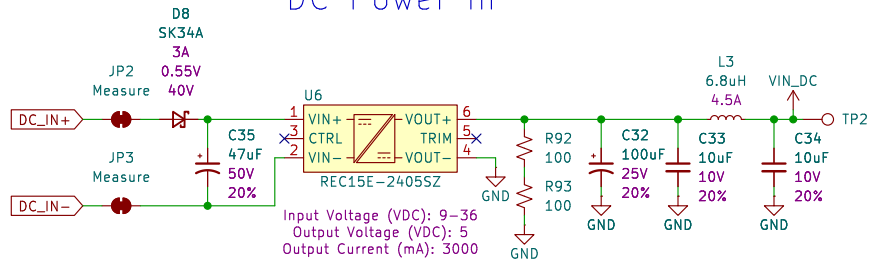 DC Power In
D8
SK34A
3A
0.55V
40V
JP2
Measure
DC_IN+
JP3
Measure
DC_IN-
C35
47uF
50V
20%
U6
1 VIN+ VOUT+ 6
3 CTRL TRIM 5
2 VIN- VOUT- 4
REC15E-2405SZ
Input Voltage (VDC): 9-36
Output Voltage (VDC): 5
Output Current (mA): 3000
GND
R92
100
R93
100
GND
C32
100uF
25V
20%
GND
C33
10uF
10V
20%
GND
L3
6.8uH
4.5A
VIN_DC
TP2
C34
10uF
10V
20%
GND